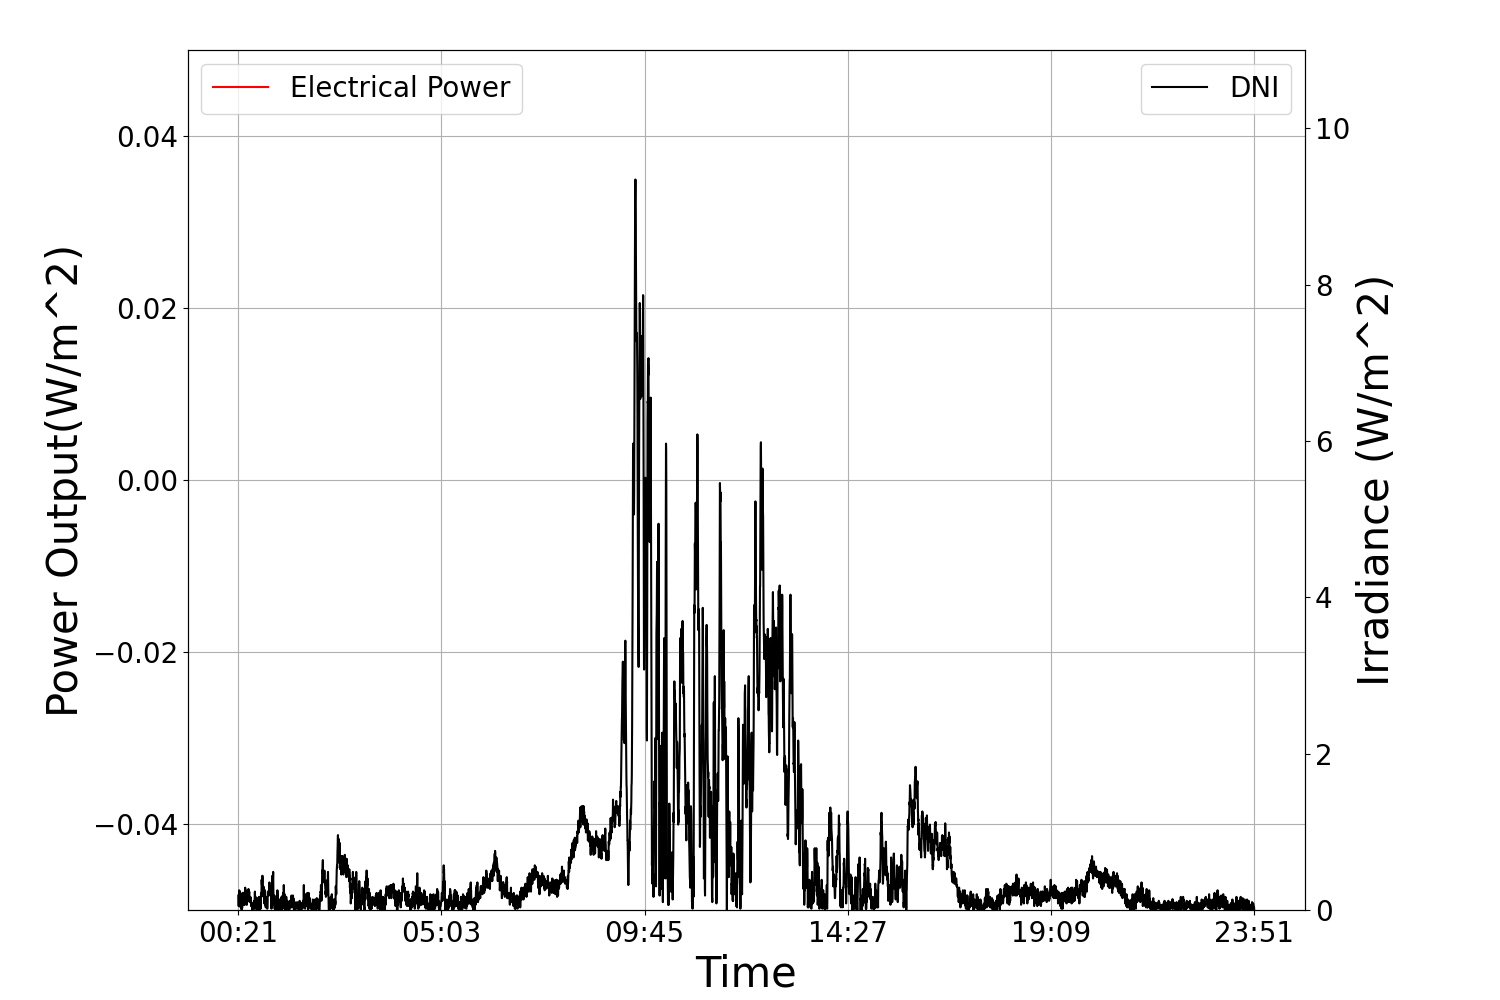 Electrical Power
DNI
0.04
0.02
0.00
−0.02
−0.04
Power Output(W/m^2)
10
8
6
4
2
0
Irradiance (W/m^2)
00:21 05:03 09:45 14:27 19:09 23:51
Time